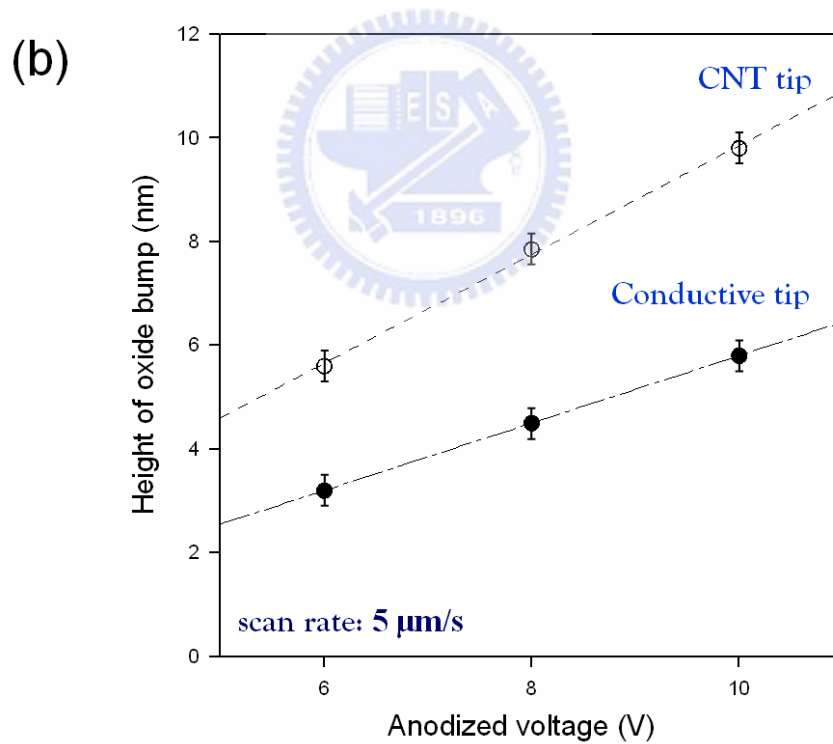 (b)
12
10
8
6
4
2
0
Height of oxide bump (nm)
CNT tip
Conductive tip
E S A
1896
scan rate: 5 µm/s
6 8 10
Anodized voltage (V)